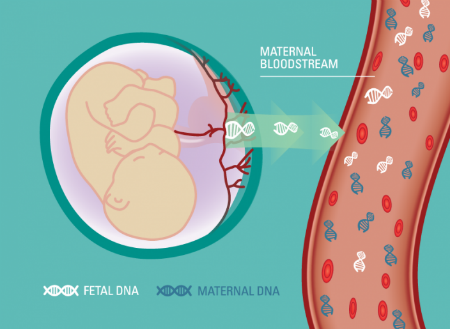 MATERNAL
BLOODSTREAM
FETAL DNA
MATERNAL DNA